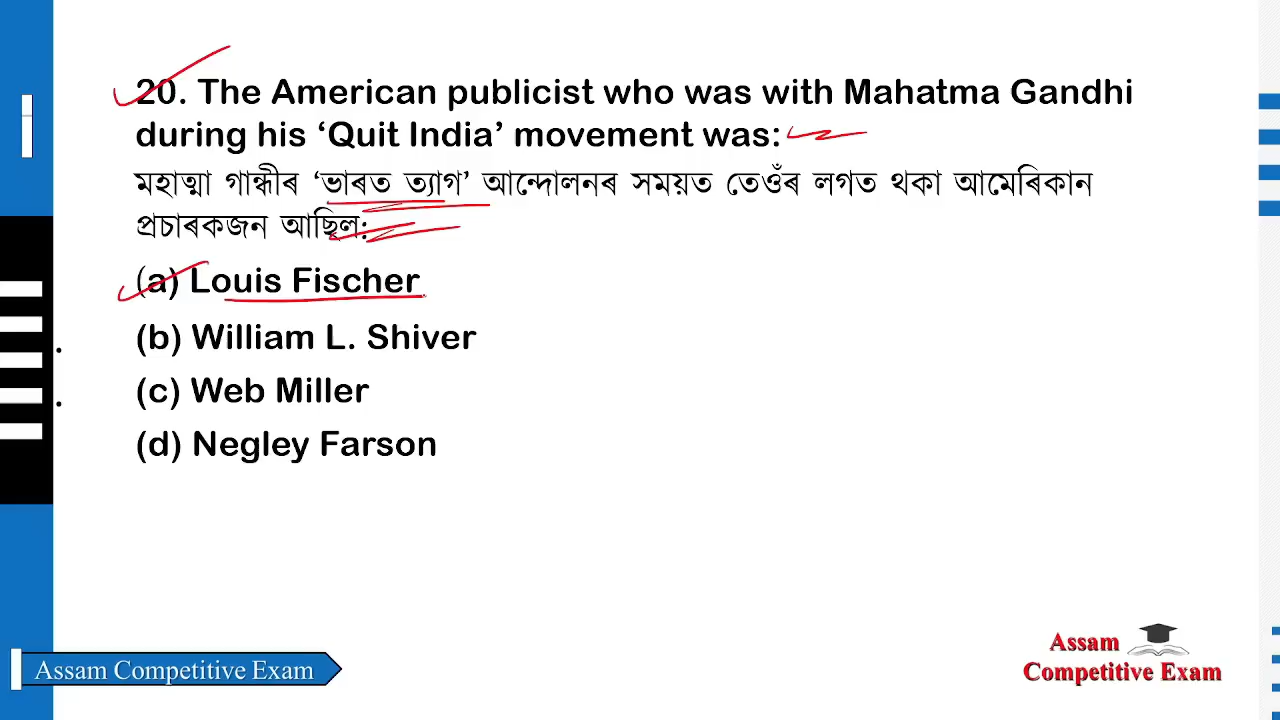 20. The American publicist who was with Mahatma Gandhi
during his ‘Quit India’ movement was:
মহাত্মা গান্ধীৰ ‘ভাৰত ত্যাগ’ আন্দোলনৰ সময়ত তেওঁৰ লগত থকা আমেৰিকান
প্ৰচাৰকজন আছিল:
(a) Louis Fischer
(b) William L. Shiver
(c) Web Miller
(d) Negley Farson
Assam Competitive Exam
Assam
Competitive Exam